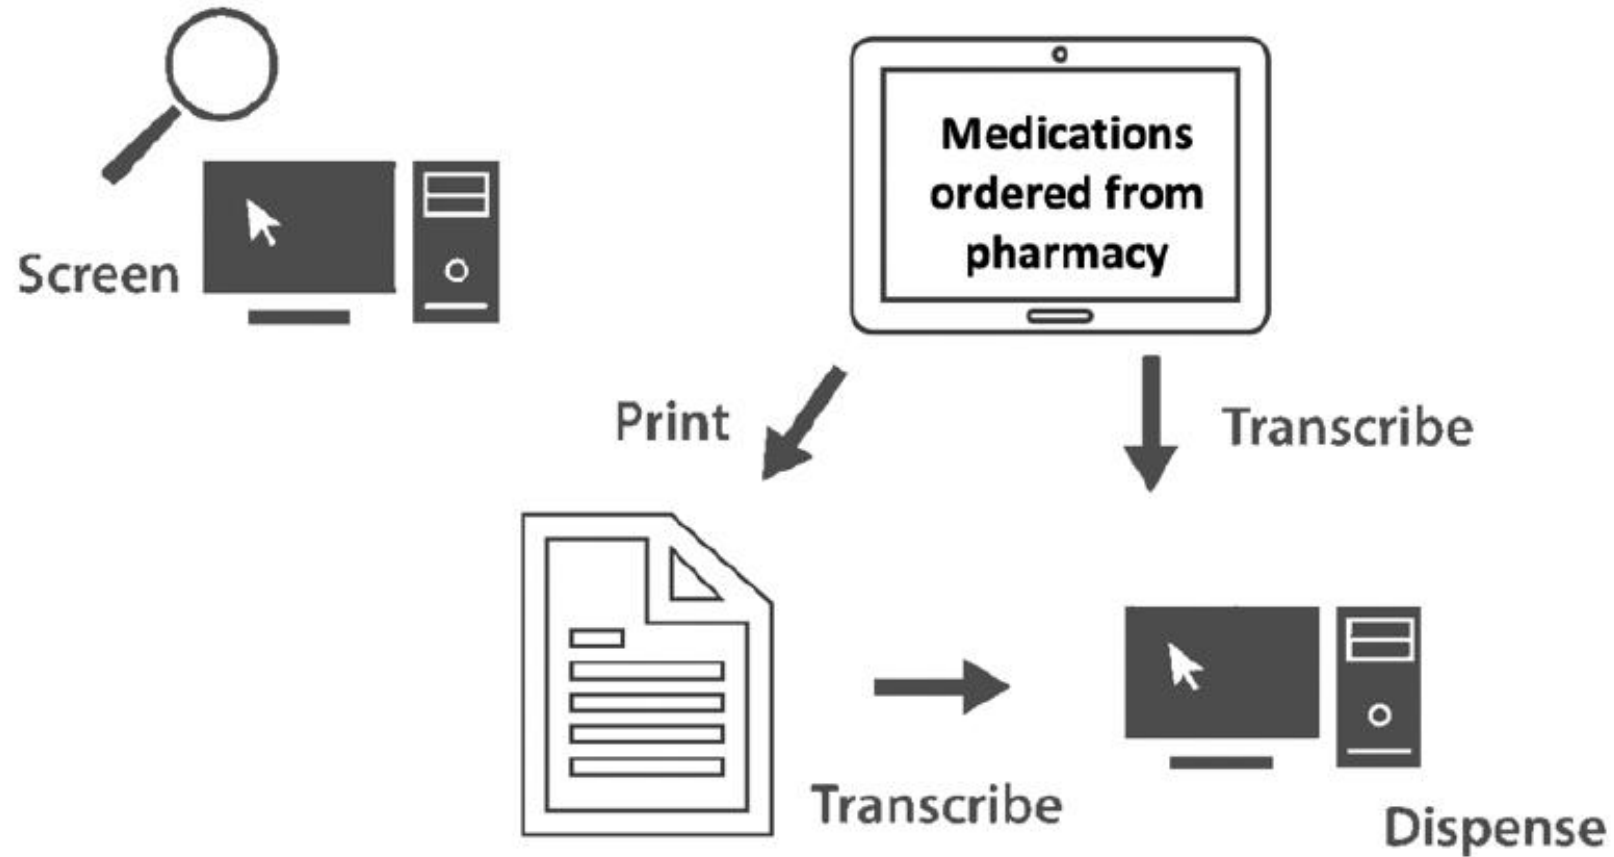 Screen
Medications
ordered from
pharmacy
Print
Transcribe
Transcribe
Dispense